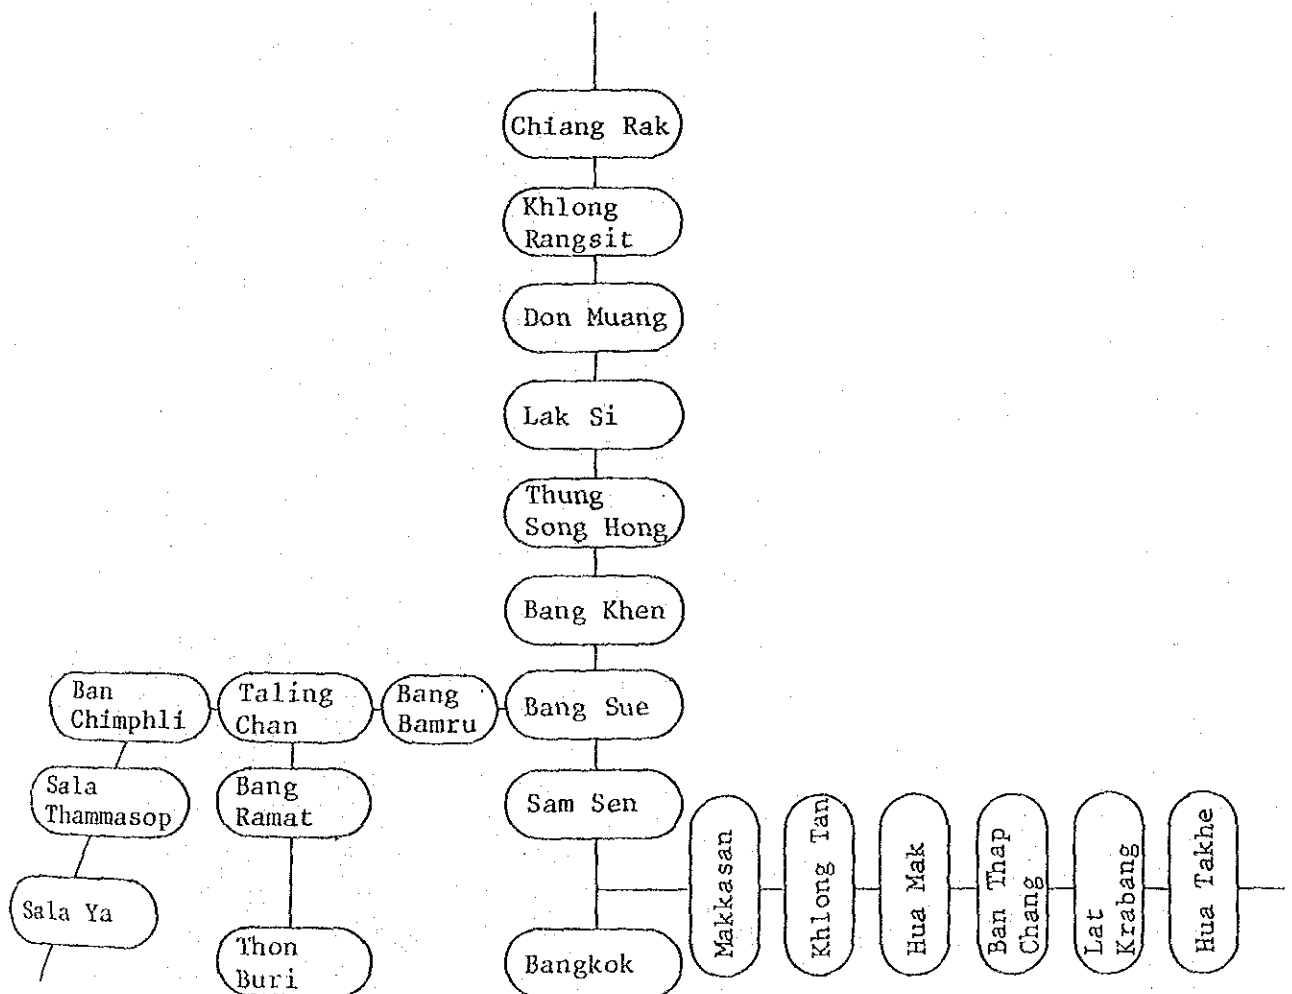 Chiang Rak
Khlong
Rangsit
Don Muang
Lak Si
Thung
Song Hong
Bang Khen
Ban
Chimphli
Taling
Chan
Bang
Bamru
Bang Sue
Sala
Thammasop
Bang
Ramat
Sam Sen
Sala Ya
Thon
Buri
Bangkok
Makkasan
Khlong Tan
Hua Mak
Ban Thap
Chang
Lat
Krabang
Hua Takhe